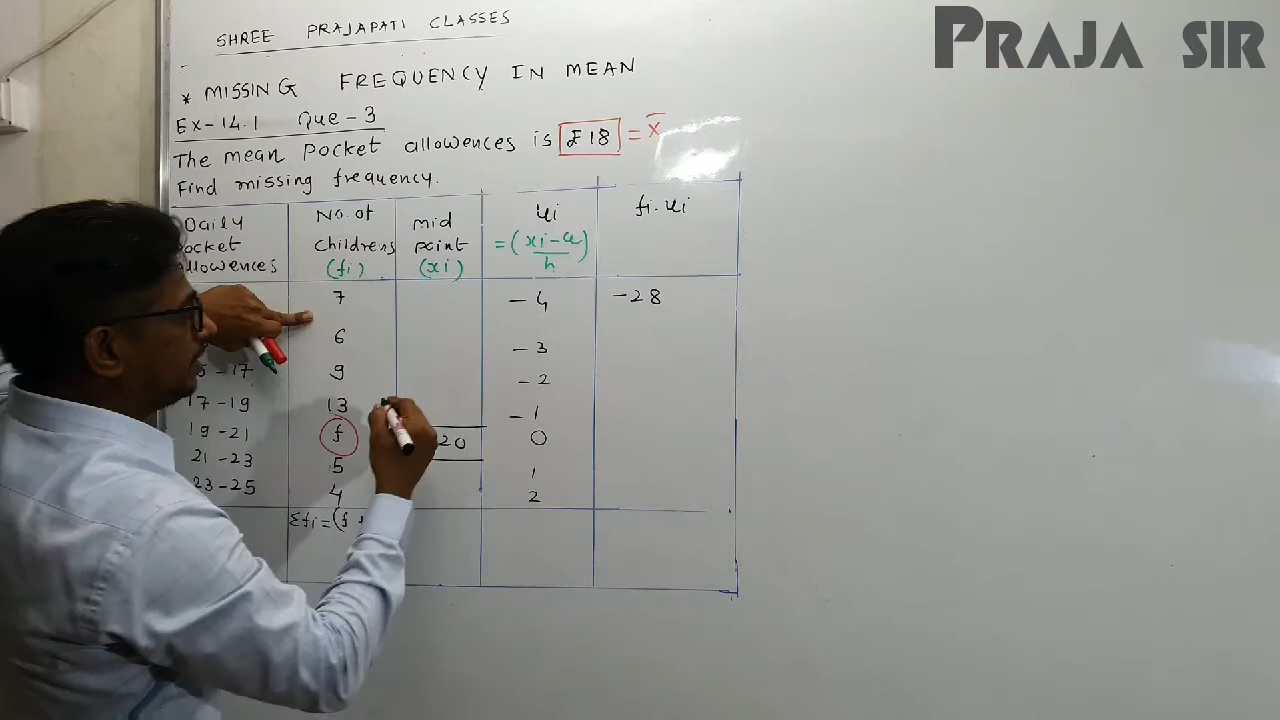 SHREE PRAJAPATI CLASSES
PRAJA SIR
* MISSING FREQUENCY IN MEAN
Ex-14.1 Que-3
The mean pocket allowences is ₹18 = x̄
Find missing frequency.
Daily pocket allowences
No. of childrens (fi)
mid point (xi)
ui = (xi-a/h)
fi.ui
7 -4 -28
6 -3
5-17 9 -2
17-19 13 -1
19-21 f 20 0
21-23 5 1
23-25 4 2
Σfi = (f +